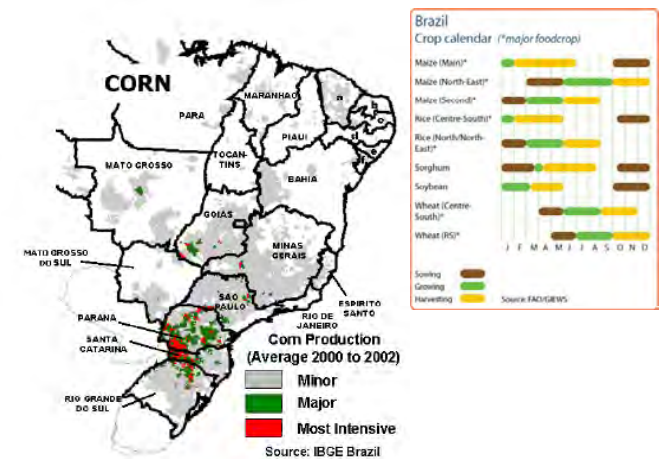 CORN
MARANHAO
PARA
PIAUI
TOCAN-
TINS
MATO GROSSO
BAHIA
GOIAS
MINAS
GERAIS
MATO GROSSO
DO SUL
SAO
PAULO
ESPIRITO
SANTO
RIO DE
JANEIRO
PARANA
SANTA
CATARINA
RIO GRANDE
DO SUL
Corn Production
(Average 2000 to 2002)
Minor
Major
Most Intensive
Source: IBGE Brazil
Brazil
Crop calendar (*major foodcrop)
Maize (Main)*
Maize (North-East)*
Maize (Second)*
Rice (Centre-South)*
Rice (North/North-
East)*
Sorghum
Soybean
Wheat (Centre-
South)*
Wheat (RS)*
J F M A M J J A S O N D
Sowing
Growing
Harvesting
Source: FAO/GIEWS